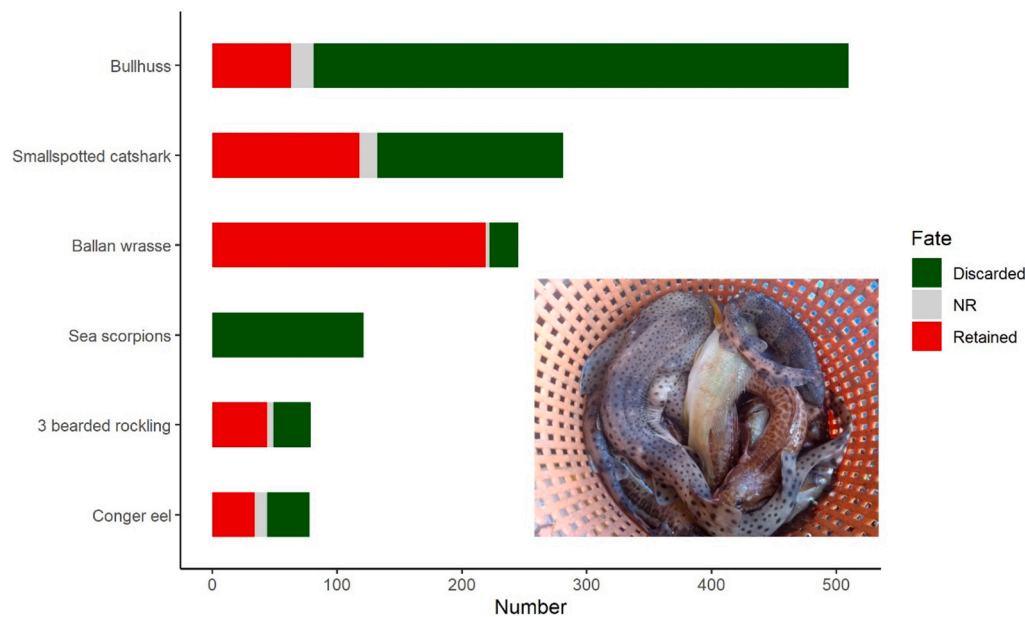 Bullhuss
Smallspotted catshark
Ballan wrasse
Sea scorpions
3 bearded rockling
Conger eel
0 100 200 300 400 500
Number
Fate
Discarded
NR
Retained